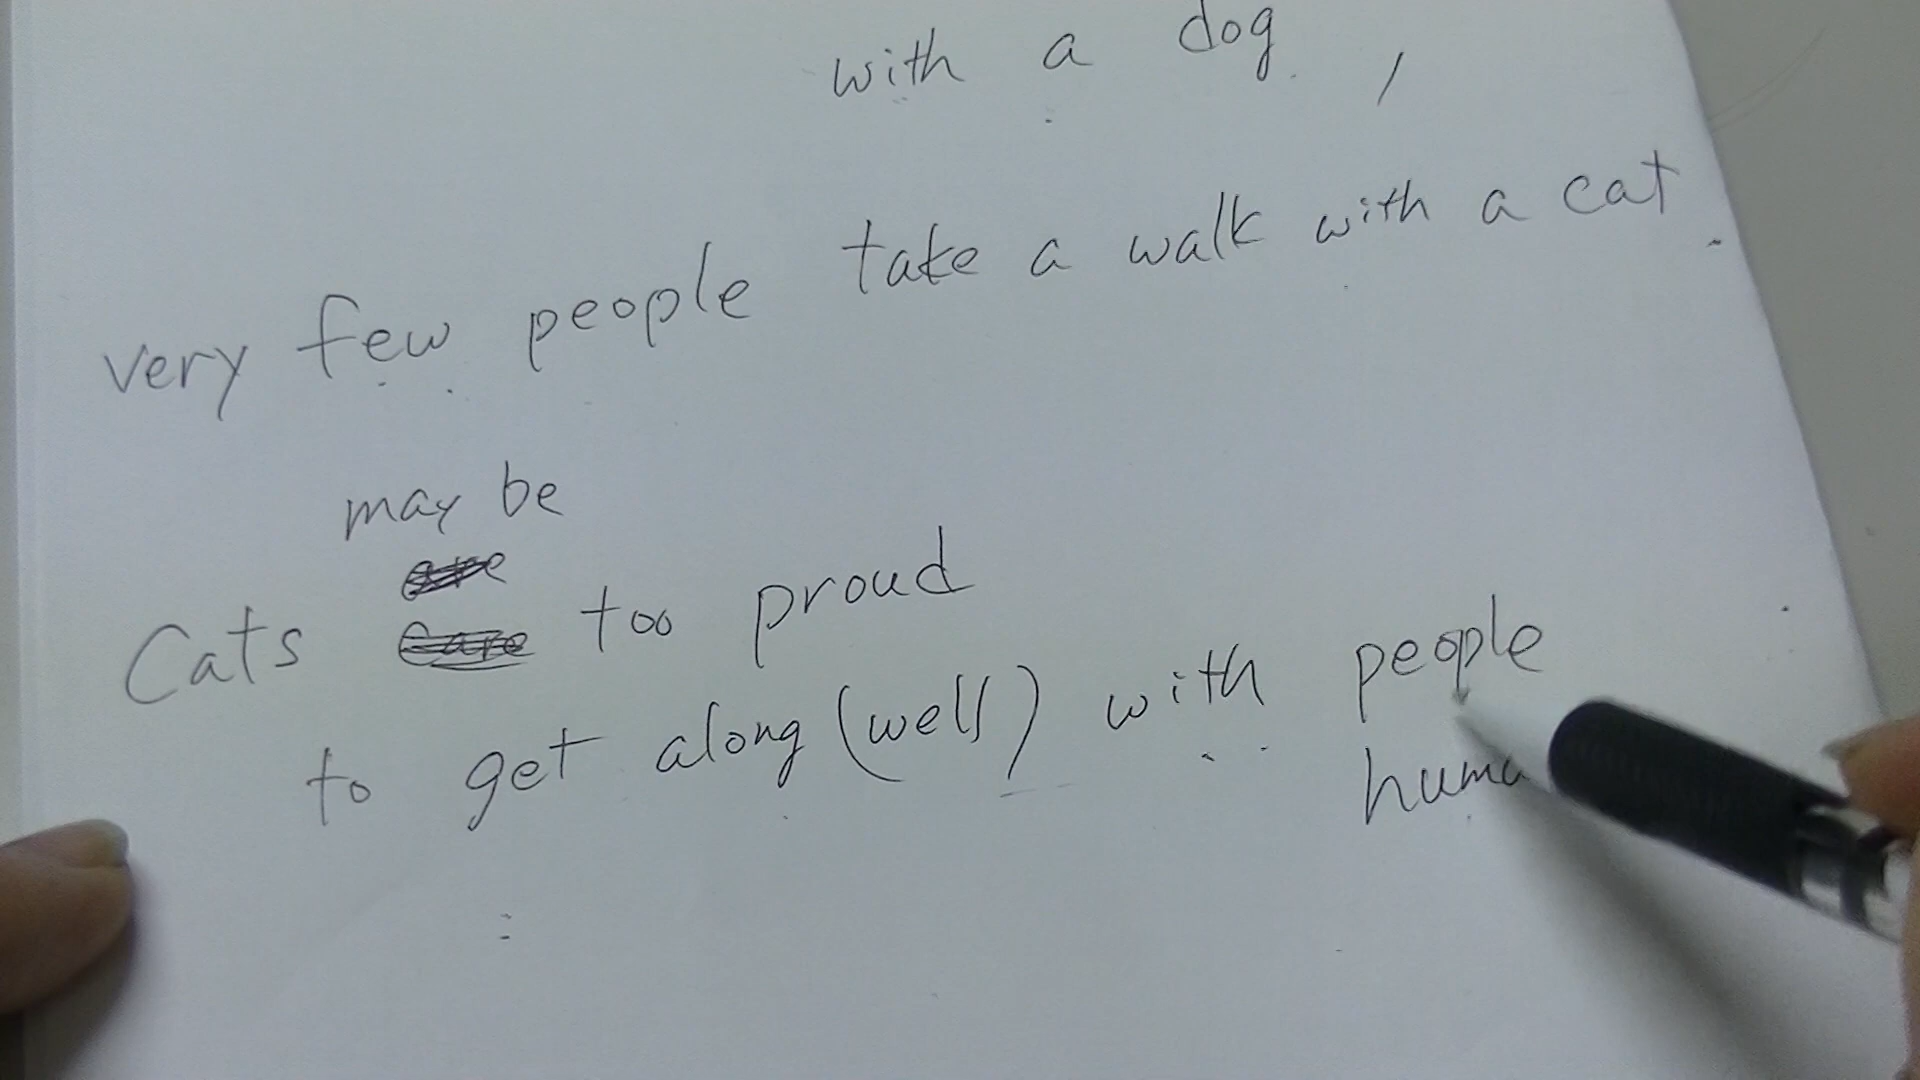 with a dog,
very few people take a walk with a cat.
may be
Cats too proud
to get along (well) with people